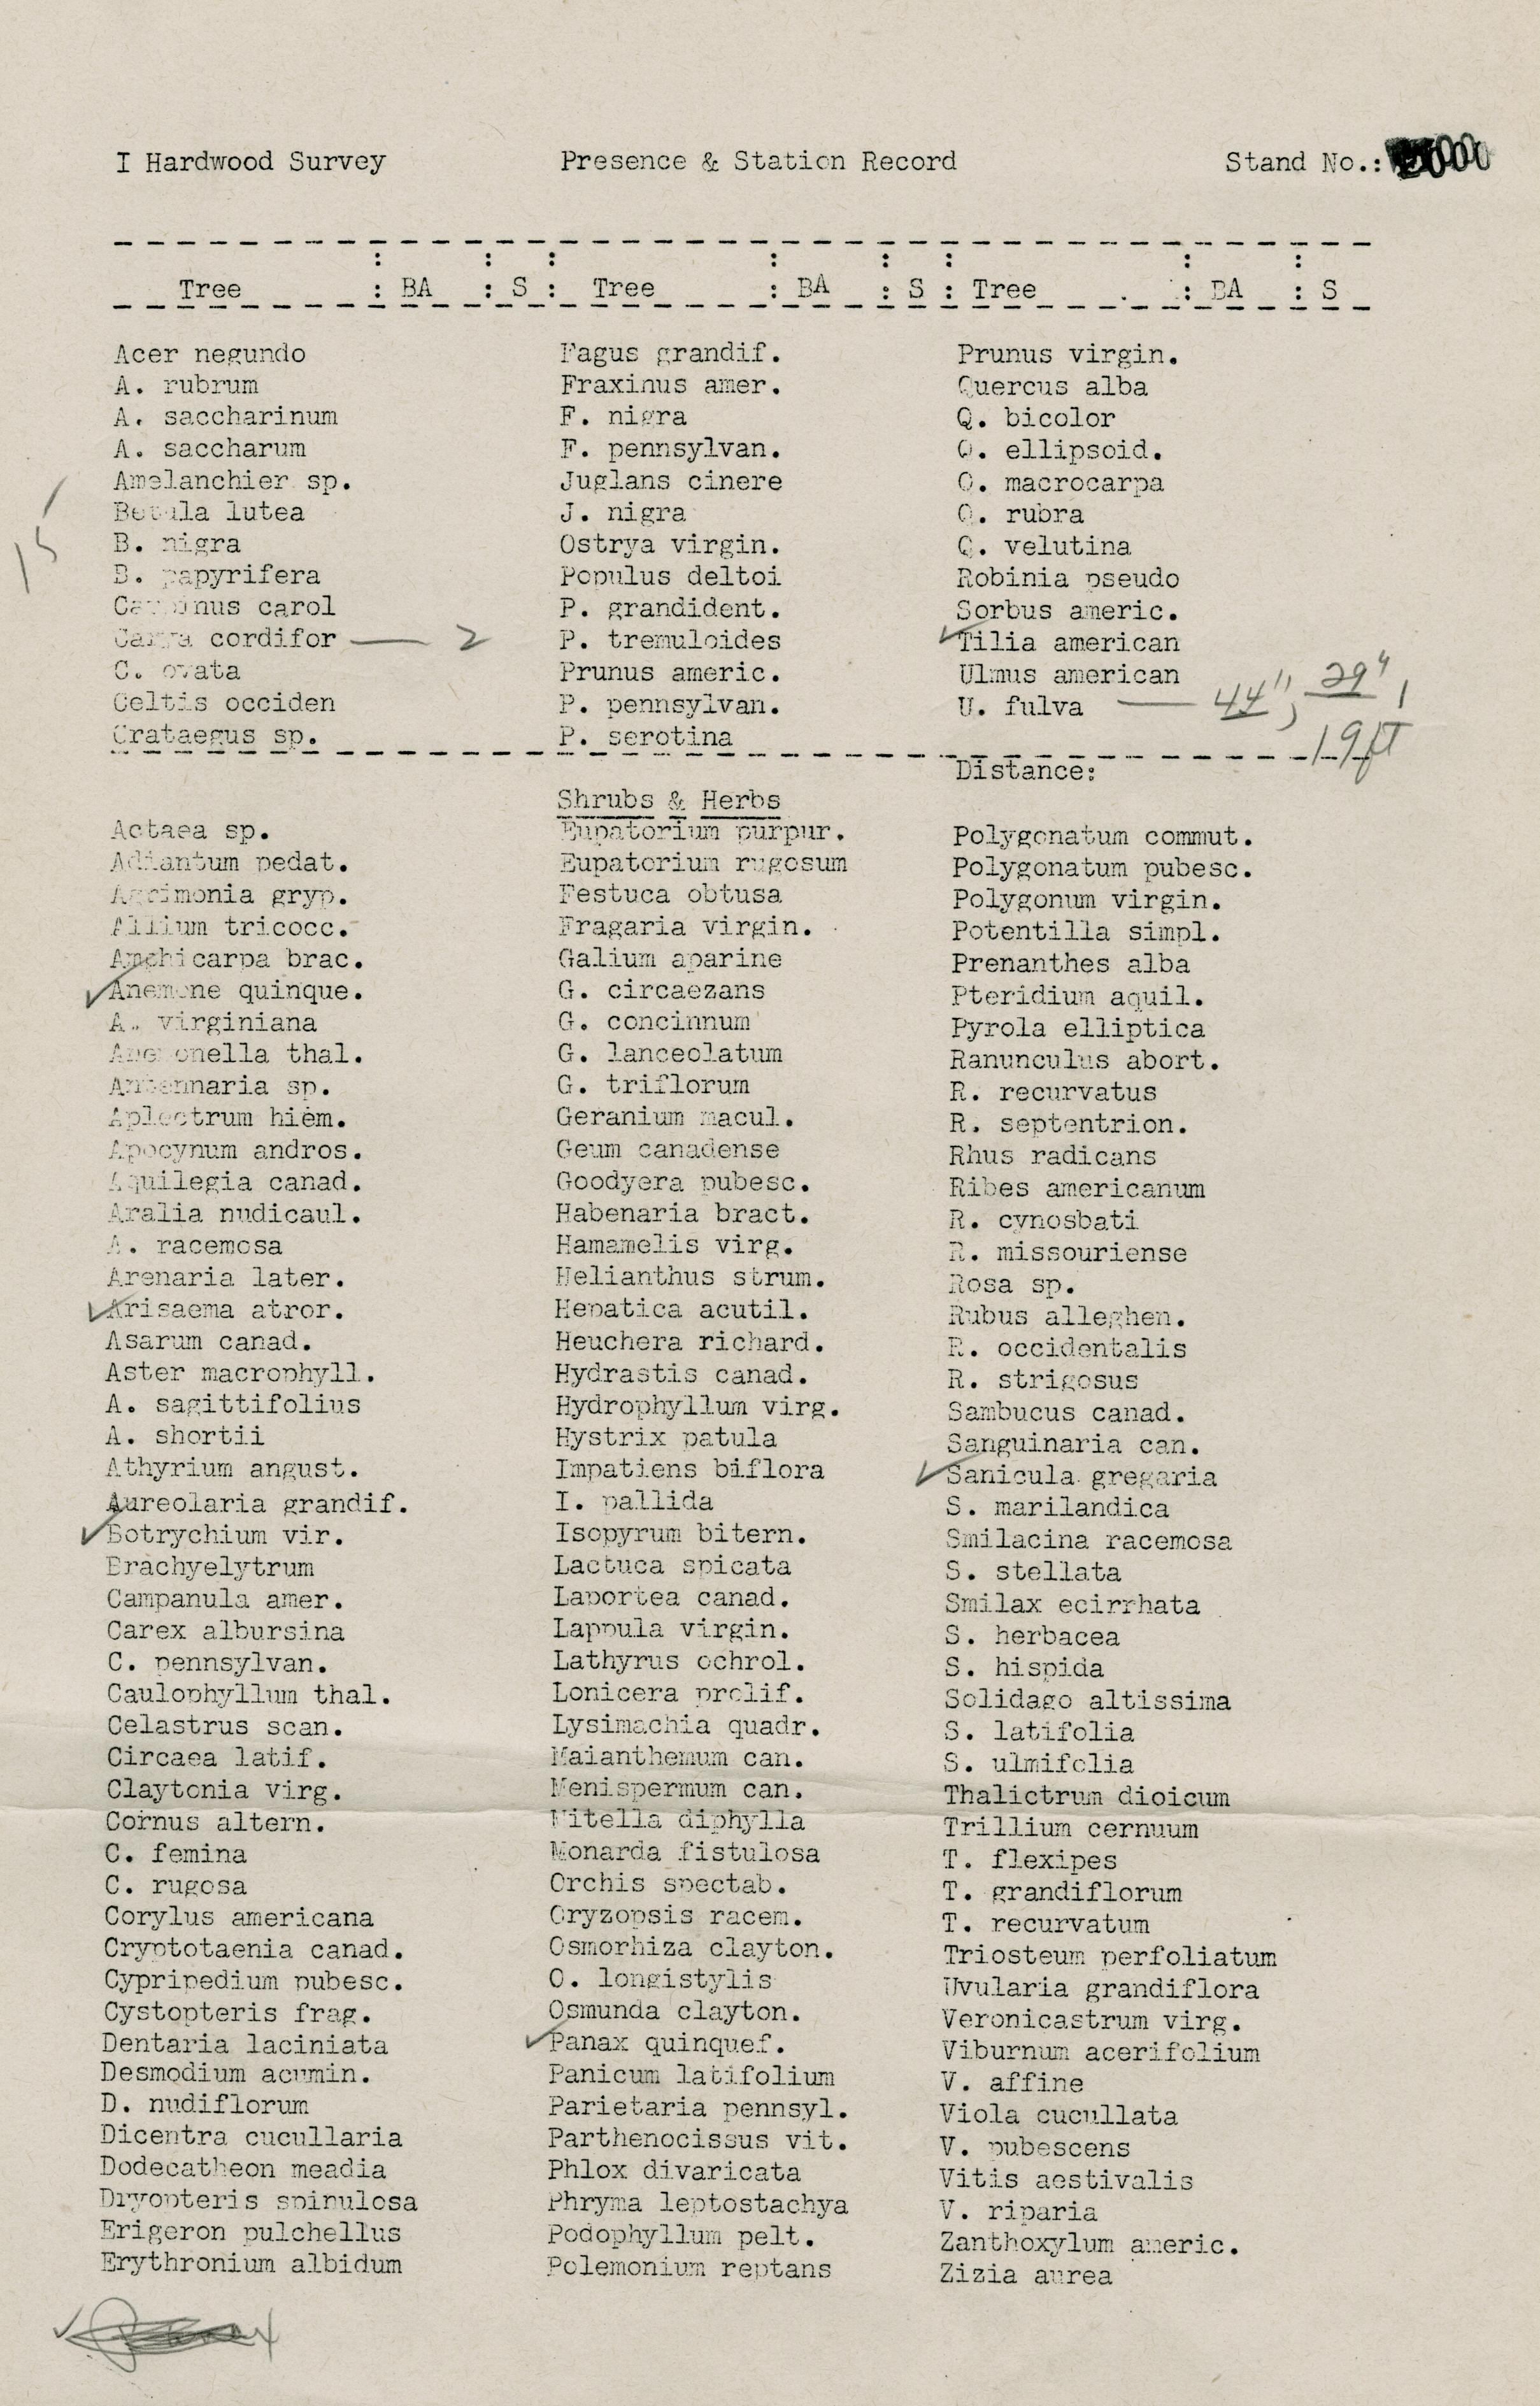 I Hardwood Survey Presence & Station Record Stand No.:
Tree : BA : S : Tree : BA : S : Tree : BA : S
Acer negundo
A. rubrum
A. saccharinum
A. saccharum
Amelanchier sp.
Betula lutea
15
B. nigra
B. papyrifera
Carpinus carol
Carya cordifor — 2
C. ovata
Celtis occiden
Crataegus sp.
Fagus grandif.
Fraxinus amer.
F. nigra
F. pennsylvan.
Juglans cinere
J. nigra
Ostrya virgin.
Populus deltoi
P. grandident.
P. tremuloides
Prunus americ.
P. pennsylvan.
P. serotina
Prunus virgin.
Quercus alba
Q. bicolor
Q. ellipsoid.
Q. macrocarpa
Q. rubra
Q. velutina
Robinia pseudo
Sorbus americ.
✓Tilia american
Ulmus american
U. fulva — 44", 29",
19ft
Distance:
Shrubs & Herbs
Actaea sp.
Adiantum pedat.
Agrimonia gryp.
Allium tricocc.
Amphicarpa brac.
✓Anemone quinque.
A. virginiana
Anemonella thal.
Antennaria sp.
Aplectrum hiem.
Apocynum andros.
Aquilegia canad.
Aralia nudicaul.
A. racemosa
Arenaria later.
✓Arisaema atror.
Asarum canad.
Aster macrophyll.
A. sagittifolius
A. shortii
Athyrium angust.
Aureolaria grandif.
✓Botrychium vir.
Brachyelytrum
Campanula amer.
Carex albursina
C. pennsylvan.
Caulophyllum thal.
Celastrus scan.
Circaea latif.
Claytonia virg.
Cornus altern.
C. femina
C. rugosa
Corylus americana
Cryptotaenia canad.
Cypripedium pubesc.
Cystopteris frag.
Dentaria laciniata
Desmodium acumin.
D. nudiflorum
Dicentra cucullaria
Dodecatheon meadia
Dryopteris spinulosa
Erigeron pulchellus
Erythronium albidum
Eupatorium purpur.
Eupatorium rugosum
Festuca obtusa
Fragaria virgin.
Galium aparine
G. circaezans
G. concinnum
G. lanceolatum
G. triflorum
Geranium macul.
Geum canadense
Goodyera pubesc.
Habenaria bract.
Hamamelis virg.
Helianthus strum.
Hepatica acutil.
Heuchera richard.
Hydrastis canad.
Hydrophyllum virg.
Hystrix patula
Impatiens biflora
I. pallida
Isopyrum bitern.
Lactuca spicata
Laportea canad.
Lappula virgin.
Lathyrus ochrol.
Lonicera prolif.
Lysimachia quadr.
Maianthemum can.
Menispermum can.
Mitella diphylla
Monarda fistulosa
Orchis spectab.
Oryzopsis racem.
Osmorhiza clayton.
O. longistylis
Osmunda clayton.
✓Panax quinquef.
Panicum latifolium
Parietaria pennsyl.
Parthenocissus vit.
Phlox divaricata
Phryma leptostachya
Podophyllum pelt.
Polemonium reptans
Polygonatum commut.
Polygonatum pubesc.
Polygonum virgin.
Potentilla simpl.
Prenanthes alba
Pteridium aquil.
Pyrola elliptica
Ranunculus abort.
R. recurvatus
R. septentrion.
Rhus radicans
Ribes americanum
R. cynosbati
R. missouriense
Rosa sp.
Rubus alleghen.
R. occidentalis
R. strigosus
Sambucus canad.
Sanguinaria can.
✓Sanicula gregaria
S. marilandica
Smilacina racemosa
S. stellata
Smilax ecirrhata
S. herbacea
S. hispida
Solidago altissima
S. latifolia
S. ulmifolia
Thalictrum dioicum
Trillium cernuum
T. flexipes
T. grandiflorum
T. recurvatum
Triosteum perfoliatum
Uvularia grandiflora
Veronicastrum virg.
Viburnum acerifolium
V. affine
Viola cucullata
V. pubescens
Vitis aestivalis
V. riparia
Zanthoxylum americ.
Zizia aurea